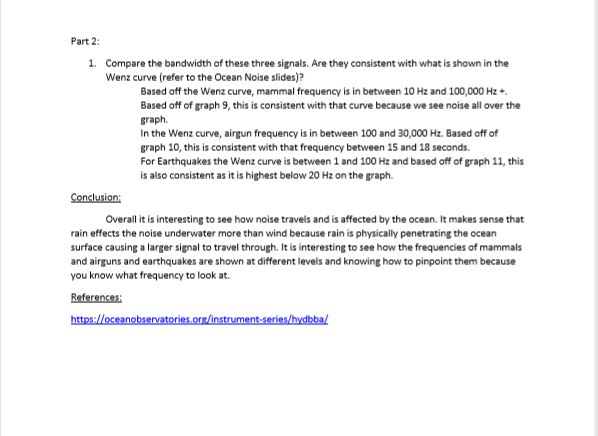 Part 2:
1. Compare the bandwidth of these three signals. Are they consistent with what is shown in the
Wenz curve (refer to the Ocean Noise slides)?
Based off the Wenz curve, mammal frequency is in between 10 Hz and 100,000 Hz +.
Based off of graph 9, this is consistent with that curve because we see noise all over the
graph.
In the Wenz curve, airgun frequency is in between 100 and 30,000 Hz. Based off of
graph 10, this is consistent with that frequency between 15 and 18 seconds.
For Earthquakes the Wenz curve is between 1 and 100 Hz and based off of graph 11, this
is also consistent as it is highest below 20 Hz on the graph.
Conclusion:
Overall it is interesting to see how noise travels and is affected by the ocean. It makes sense that
rain effects the noise underwater more than wind because rain is physically penetrating the ocean
surface causing a larger signal to travel through. It is interesting to see how the frequencies of mammals
and airguns and earthquakes are shown at different levels and knowing how to pinpoint them because
you know what frequency to look at.
References:
https://oceanobservatories.org/instrument-series/hydbba/